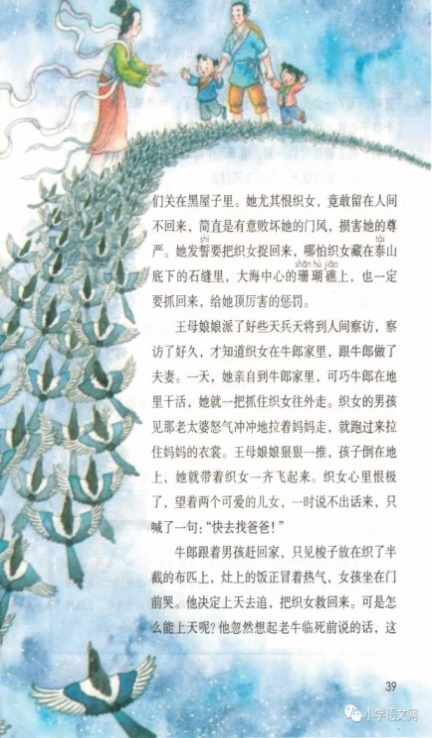 们关在黑屋子里。她尤其恨织女，竟敢留在人间
不回来，简直是有意败坏她的门风，损害她的尊
shì tài
严。她发誓要把织女捉回来，哪怕织女藏在泰山
shān hú jiāo
底下的石缝里，大海中心的珊瑚礁上，也一定
要抓回来，给她顶厉害的惩罚。
王母娘娘派了好些天兵天将到人间察访，察
访了好久，才知道织女在牛郎家里，跟牛郎做了
夫妻。一天，她亲自到牛郎家里，可巧牛郎在地
里干活，她就一把抓住织女往外走。织女的男孩
见那老太婆怒气冲冲地拉着妈妈走，就跑过来拉
住妈妈的衣裳。王母娘娘狠狠一推，孩子倒在地
上，她就带着织女一齐飞起来。织女心里恨极
了，望着两个可爱的儿女，一时说不出话来，只
喊了一句：“快去找爸爸！”
牛郎跟着男孩赶回家，只见梭子放在织了半
截的布匹上，灶上的饭正冒着热气，女孩坐在门
前哭。他决定上天去追，把织女救回来。可是怎
么能上天呢？他忽然想起老牛临死前说的话，这
39
小学语文网